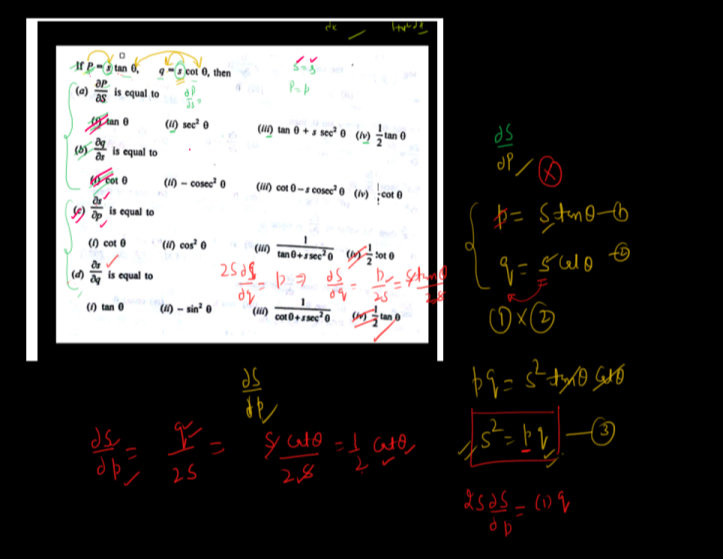 If P = s tan θ, q = s cot θ, then
s = s
P = p
(a) ∂P/∂S is equal to
∂P/∂s
(i) tan θ (ii) sec² θ (iii) tan θ + s sec² θ (iv) 1/2 tan θ
(b) ∂q/∂s is equal to
(i) cot θ (ii) – cosec² θ (iii) cot θ – s cosec² θ (iv) cot θ
(c) ∂s/∂p is equal to
(i) cot θ (ii) cos² θ (iii) 1/(tan θ + s sec² θ) (iv) 1/2 cot θ
(d) ∂s/∂q is equal to
2S ∂S/∂q = p ⇒ ∂S/∂q = p/2S = s tan θ/2.s
(i) tan θ (ii) – sin² θ (iii) 1/(cot θ + s sec² θ) (iv) 1/2 tan θ
∂S/∂P
p = S tan θ – ①
q = s cot θ – ②
① × ②
pq = s² tan θ cot θ
s² = pq — ③
2S ∂S/∂p = (1) q
∂S/∂p
∂S/∂p = q/2S = s cot θ/2.s = 1/2 cot θ